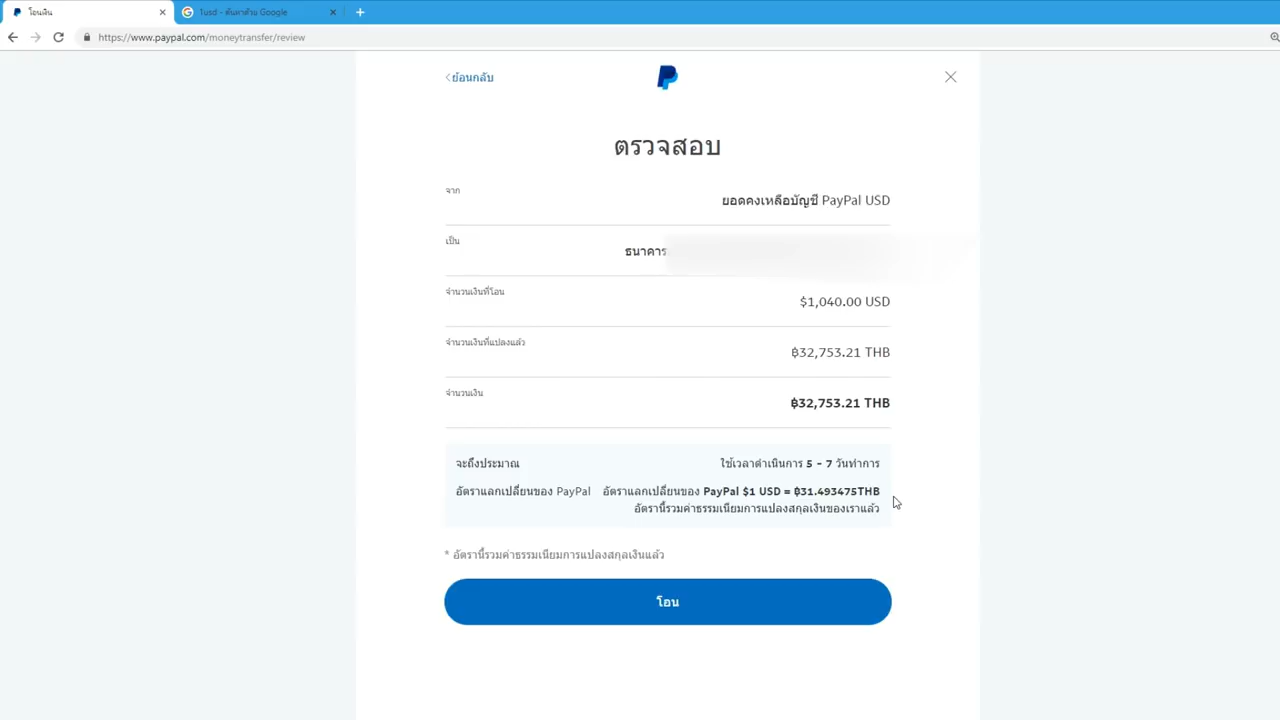 โอนเงิน
1usd - ค้นหาด้วย Google
https://www.paypal.com/moneytransfer/review
ย้อนกลับ
ตรวจสอบ
จาก
ยอดคงเหลือบัญชี PayPal USD
เป็น
ธนาคาร
จำนวนเงินที่โอน
$1,040.00 USD
จำนวนเงินที่แปลงแล้ว
฿32,753.21 THB
จำนวนเงิน
฿32,753.21 THB
จะถึงประมาณ
ใช้เวลาดำเนินการ 5 - 7 วันทำการ
อัตราแลกเปลี่ยนของ PayPal
อัตราแลกเปลี่ยนของ PayPal $1 USD = ฿31.493475THB
อัตรานี้รวมค่าธรรมเนียมการแปลงสกุลเงินของเราแล้ว
* อัตรานี้รวมค่าธรรมเนียมการแปลงสกุลเงินแล้ว
โอน